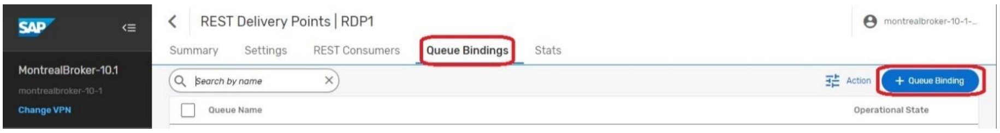 SAP
REST Delivery Points | RDP1
montrealbroker-10-1-...
Summary Settings REST Consumers Queue Bindings Stats
MontrealBroker-10.1
montrealbroker-10-1
Change VPN
Search by name
Action
+ Queue Binding
Queue Name
Operational State